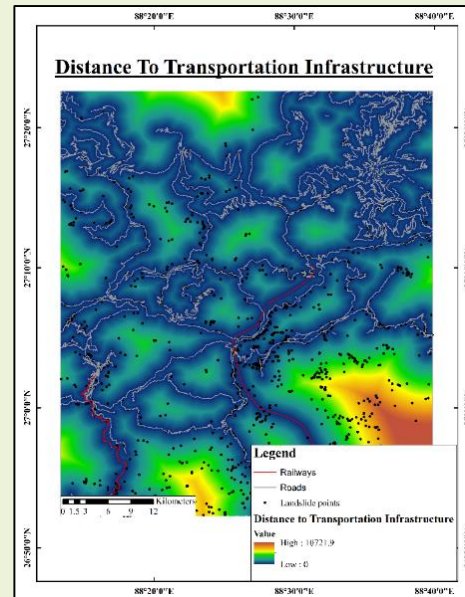 88°20'0"E 88°30'0"E 88°40'0"E
Distance To Transportation Infrastructure
27°20'0"N
27°10'0"N
27°0'0"N
26°50'0"N
Legend
Railways
Roads
Landslide points
Distance to Transportation Infrastructure
Value
High : 10721.9
Low : 0
Kilometers
0 1.5 3 6 9 12
88°20'0"E 88°30'0"E 88°40'0"E